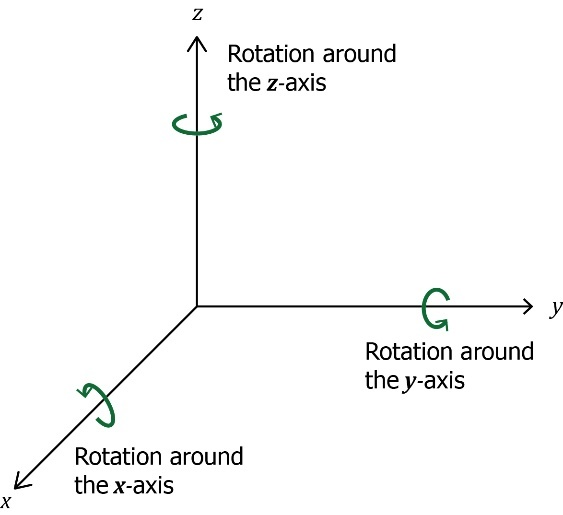 z
Rotation around
the z-axis
y
Rotation around
the y-axis
Rotation around
the x-axis
x